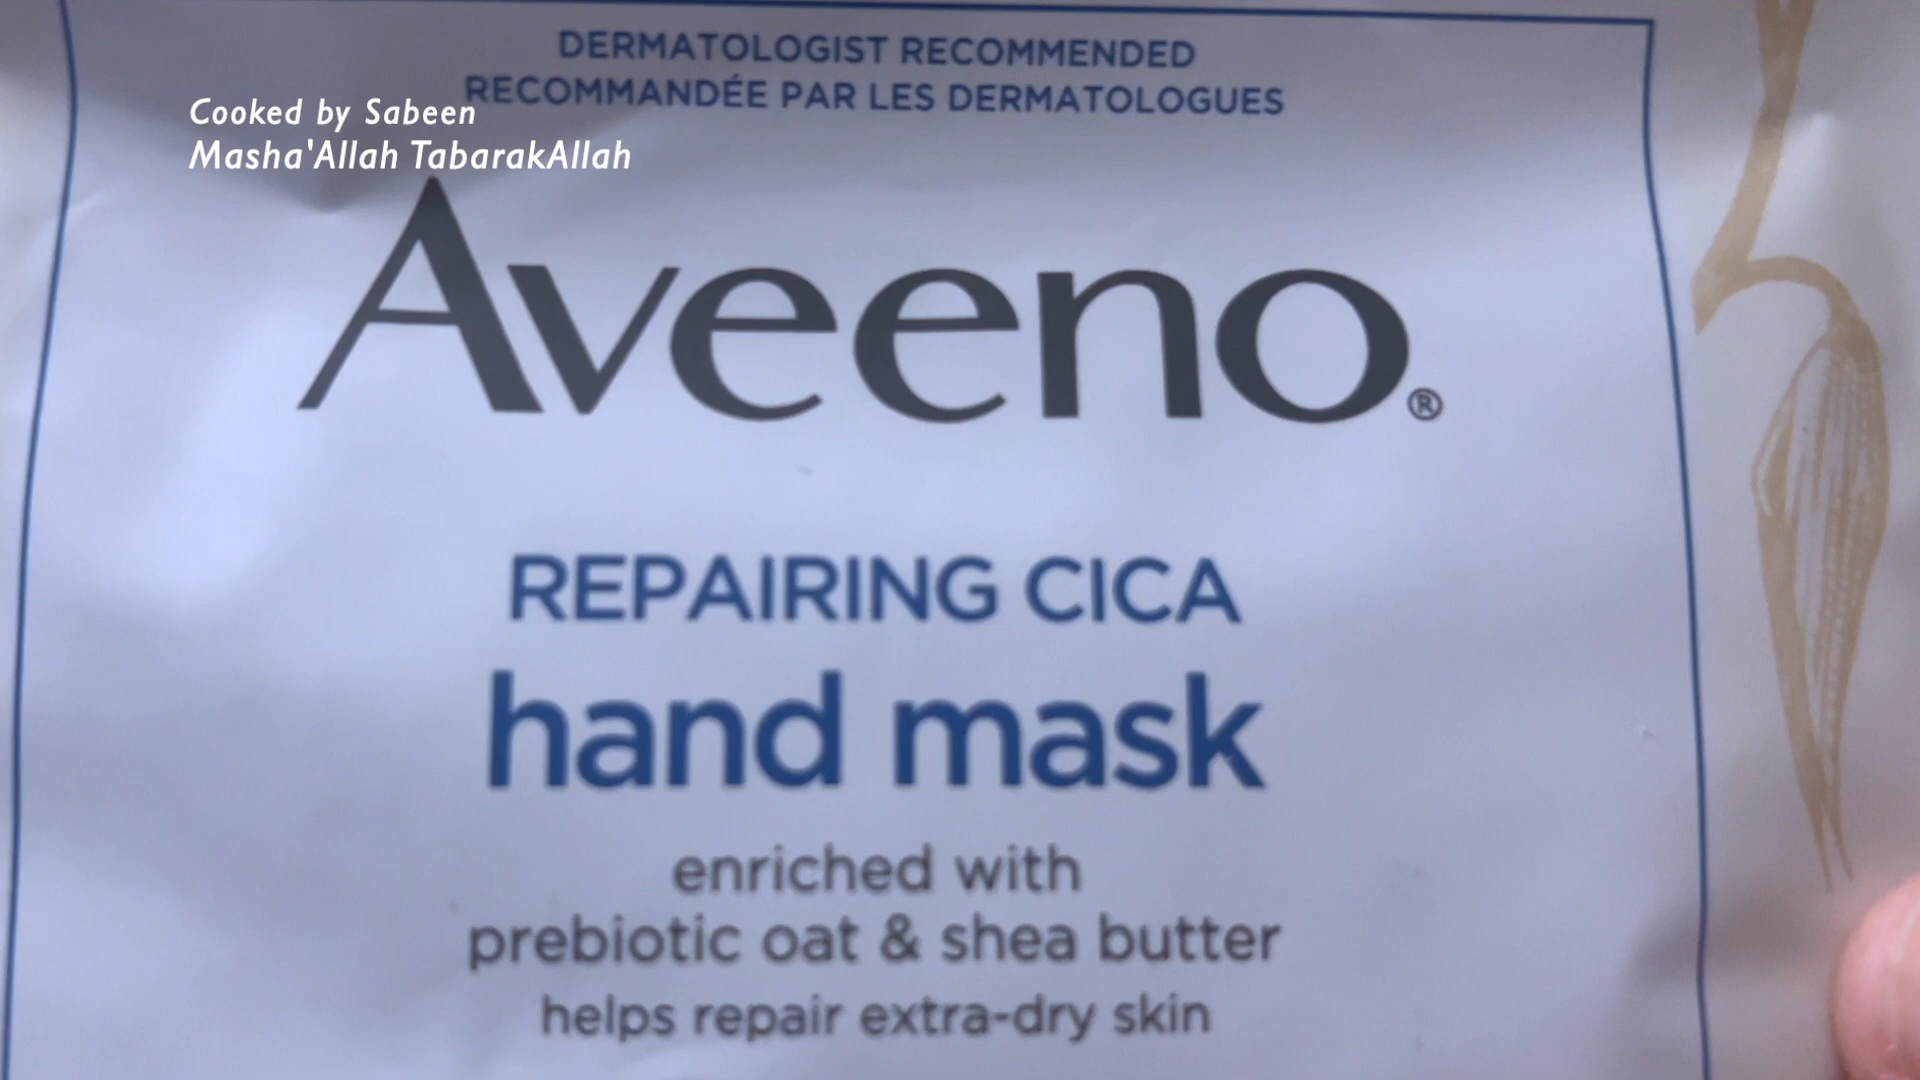 DERMATOLOGIST RECOMMENDED
RECOMMANDÉE PAR LES DERMATOLOGUES
Cooked by Sabeen
Masha'Allah TabarakAllah
Aveeno®
REPAIRING CICA
hand mask
enriched with
prebiotic oat & shea butter
helps repair extra-dry skin